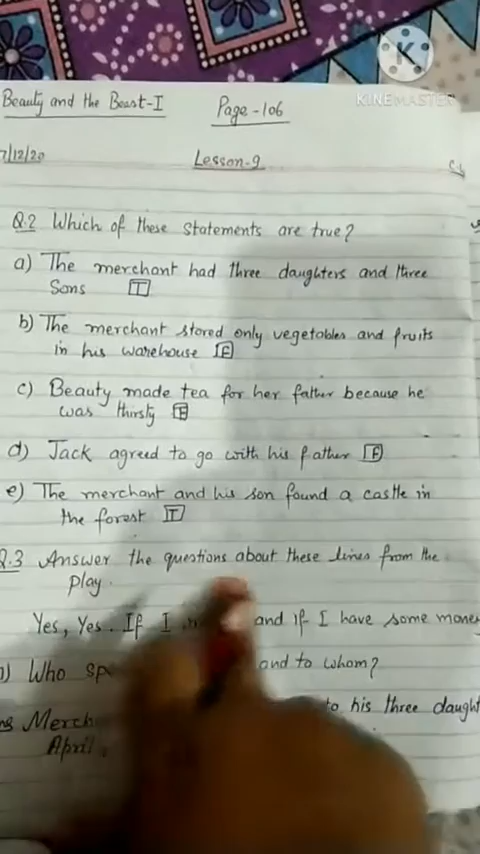 K
KINEMASTER
Beauty and the Beast-I Page-106
7/12/20 Lesson-9
Q.2 Which of these statements are true?
a) The merchant had three daughters and three
Sons T
b) The merchant stored only vegetables and fruits
in his warehouse F
c) Beauty made tea for her father because he
was thirsty F
d) Jack agreed to go with his father F
e) The merchant and his son found a castle in
the forest T
Q.3 Answer the questions about these lines from the
play.
Yes, Yes. If I and if I have some
Who and to whom?
to his three
April,